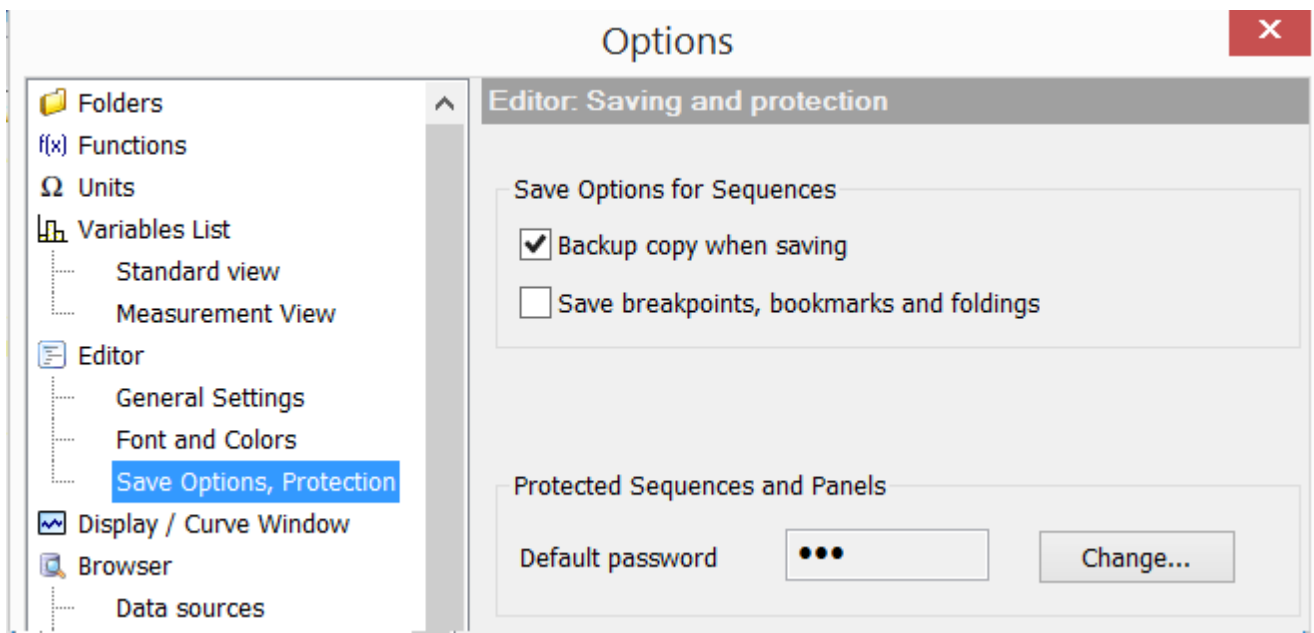 Options
Folders
f(x) Functions
Ω Units
Variables List
Standard view
Measurement View
Editor
General Settings
Font and Colors
Save Options, Protection
Display / Curve Window
Browser
Data sources
Editor: Saving and protection
Save Options for Sequences
Backup copy when saving
Save breakpoints, bookmarks and foldings
Protected Sequences and Panels
Default password ●●● Change...